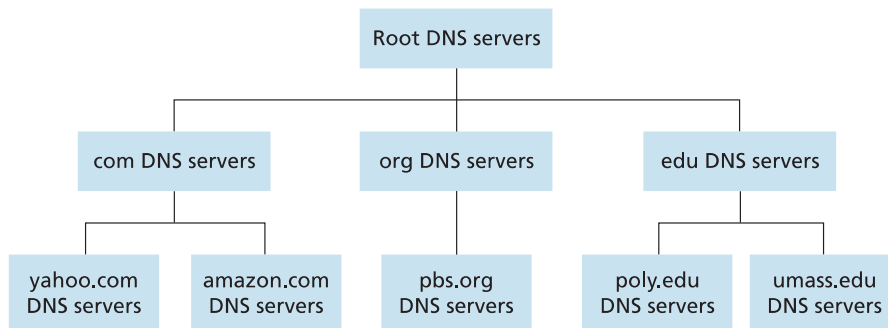 Root DNS servers
com DNS servers
org DNS servers
edu DNS servers
yahoo.com
DNS servers
amazon.com
DNS servers
pbs.org
DNS servers
poly.edu
DNS servers
umass.edu
DNS servers